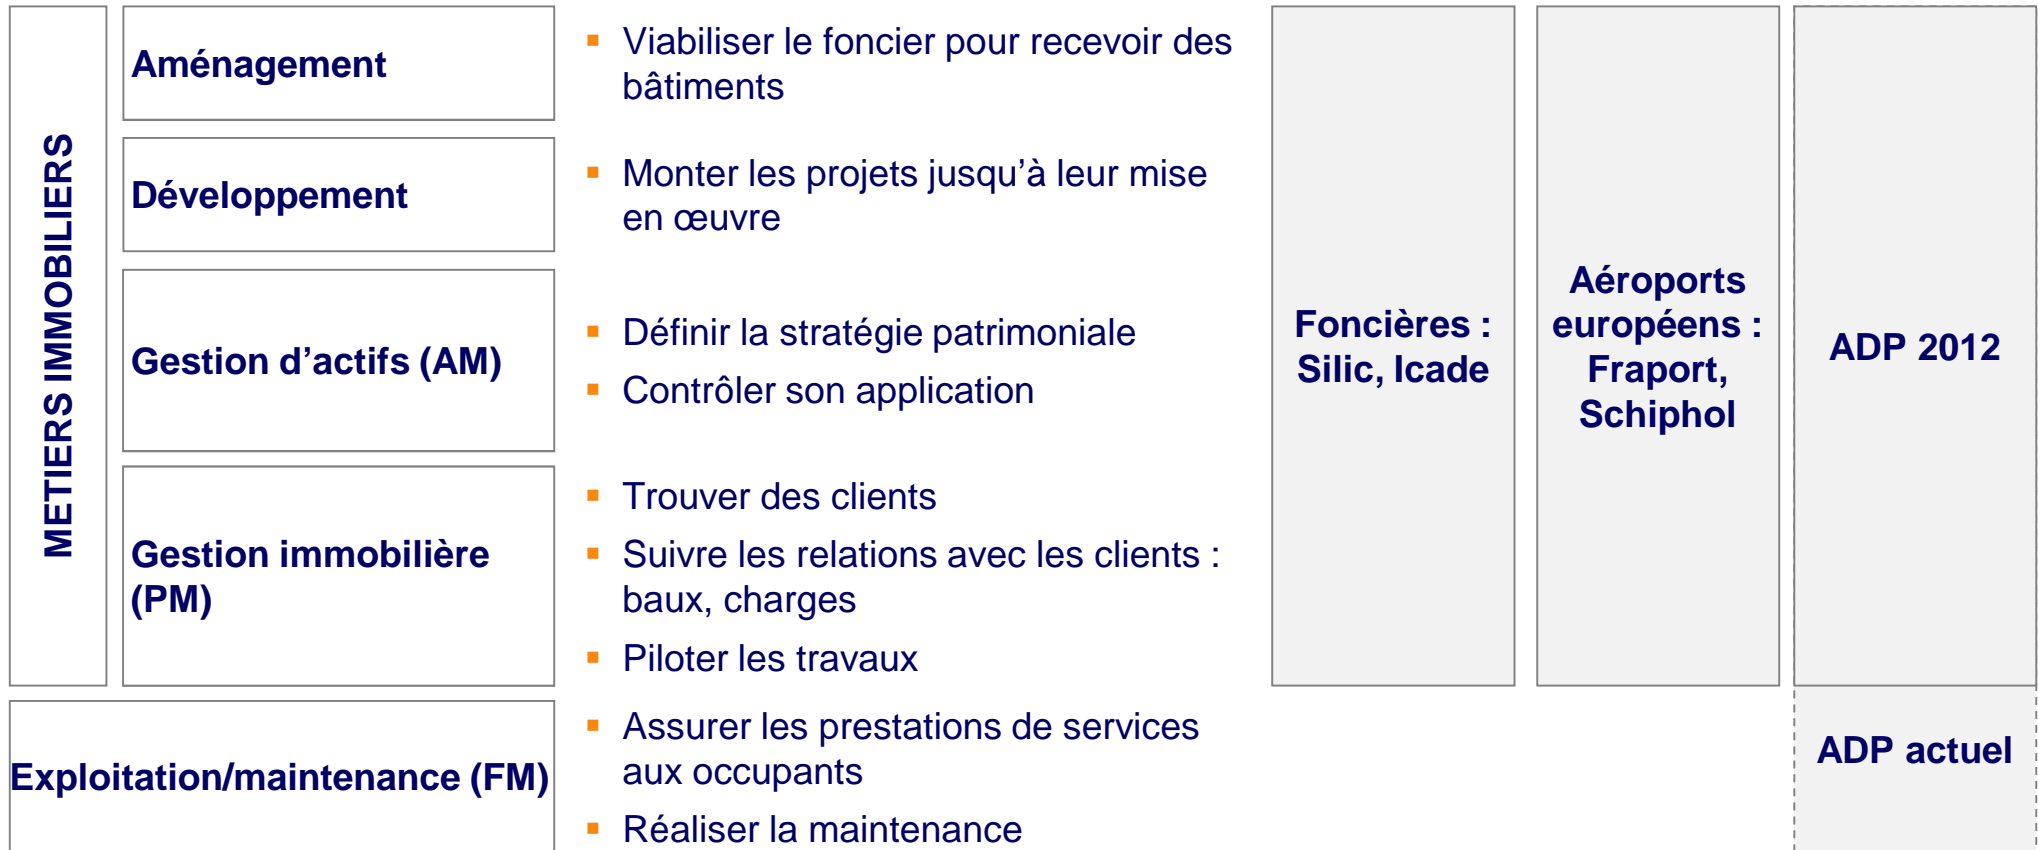 METIERS IMMOBILIERS
Aménagement
Viabiliser le foncier pour recevoir des
bâtiments
Développement
Monter les projets jusqu’à leur mise
en œuvre
Gestion d’actifs (AM)
Définir la stratégie patrimoniale
Contrôler son application
Gestion immobilière
(PM)
Trouver des clients
Suivre les relations avec les clients :
baux, charges
Piloter les travaux
Exploitation/maintenance (FM)
Assurer les prestations de services
aux occupants
Réaliser la maintenance
Foncières :
Silic, Icade
Aéroports
européens :
Fraport,
Schiphol
ADP 2012
ADP actuel